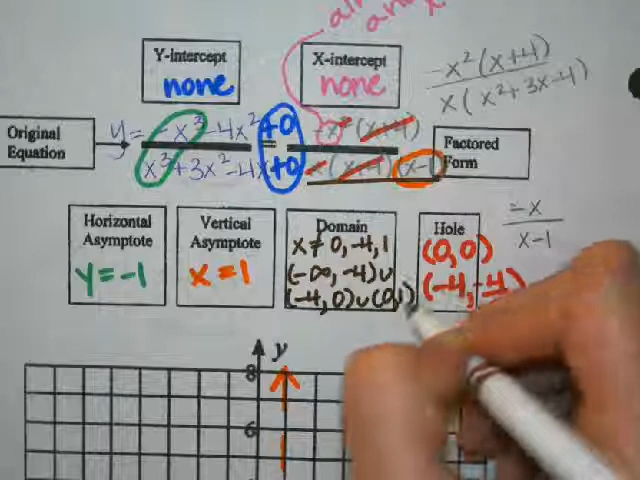 Y-intercept
none
X-intercept
none
-x²(x+4)
x(x²+3x-4)
Original
Equation
y = -x³-4x²+0
x³+3x²-4x+0
=
-x²(x+4)
x(x+4)(x-1)
Factored
Form
-x
x-1
Horizontal
Asymptote
y=-1
Vertical
Asymptote
x=1
Domain
x≠0,-4,1
(-∞,-4)∪
(-4,0)∪(0,1)
Hole
(0,0)
(-4,-4
y
8
6